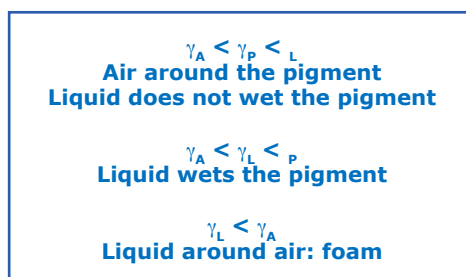 γA < γP < L
Air around the pigment
Liquid does not wet the pigment
γA < γL < P
Liquid wets the pigment
γL < γA
Liquid around air: foam